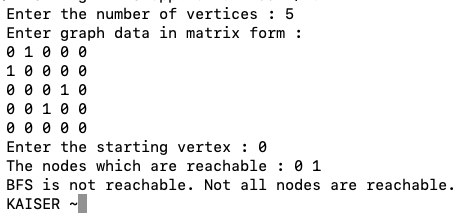 Enter the number of vertices : 5
Enter graph data in matrix form :
0 1 0 0 0
1 0 0 0 0
0 0 0 1 0
0 0 1 0 0
0 0 0 0 0
Enter the starting vertex : 0
The nodes which are reachable : 0 1
BFS is not reachable. Not all nodes are reachable.
KAISER ~